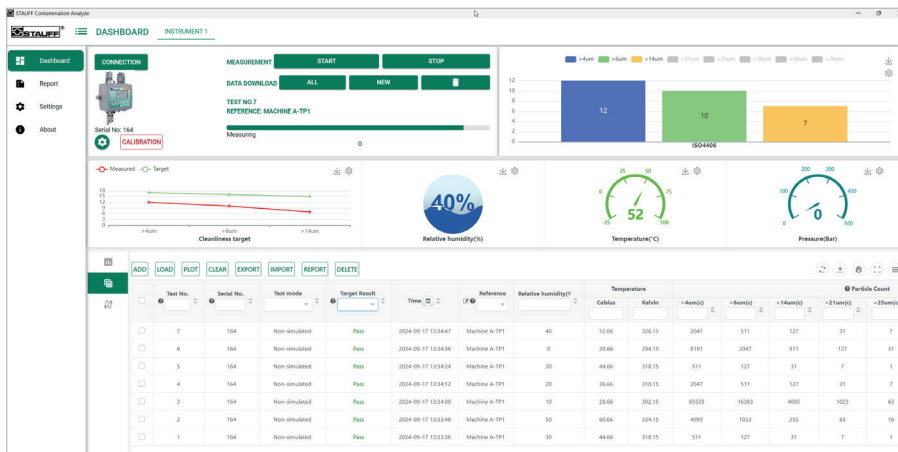 STAUFF Contamination Analyze
STAUFF® DASHBOARD INSTRUMENT 1
Dashboard
Report
Settings
About
CONNECTION
Serial No: 164
CALIBRATION
MEASUREMENT START STOP
DATA DOWNLOAD ALL NEW
TEST NO.7
REFERENCE: MACHINE A-TP1
Measuring
0
>4um >6um >14um >21um >25um >38um >50um >70um
12
10
8
6
4
2
0
12 10 7
ISO4406
Measured Target
18
15
12
9
6
3
0
>4um >6um >14um
Cleanliness target
40%
Relative humidity(%)
-25 0 25 50 75 100
52
Temperature(°C)
0 100 200 300 400 500
0
Pressure(Bar)
ADD LOAD PLOT CLEAR EXPORT IMPORT REPORT DELETE
Test No. Serial No. Test mode Target Result Time Reference Relative humidity(% Temperature Particle Count
Celsius Kelvin >4um(c) >6um(c) >14um(c) >21um(c) >25um(c
7 164 Non-simulated Pass 2024-09-17 13:34:47 Machine A-TP1 40 52.66 326.15 2047 511 127 31 7
6 164 Non-simulated Pass 2024-09-17 13:34:36 Machine A-TP1 0 20.66 294.15 8191 2047 511 127 31
5 164 Non-simulated Pass 2024-09-17 13:34:24 Machine A-TP1 30 44.66 318.15 511 127 31 7 1
4 164 Non-simulated Pass 2024-09-17 13:34:12 Machine A-TP1 20 36.66 310.15 2047 511 127 31 7
3 164 Non-simulated Pass 2024-09-17 13:34:00 Machine A-TP1 10 28.66 302.15 65535 16383 4095 1023 63
2 164 Non-simulated Pass 2024-09-17 13:33:48 Machine A-TP1 50 60.66 334.15 4095 1023 255 63 16
1 164 Non-simulated Pass 2024-09-17 13:33:36 Machine A-TP1 30 44.66 318.15 511 127 31 7 1